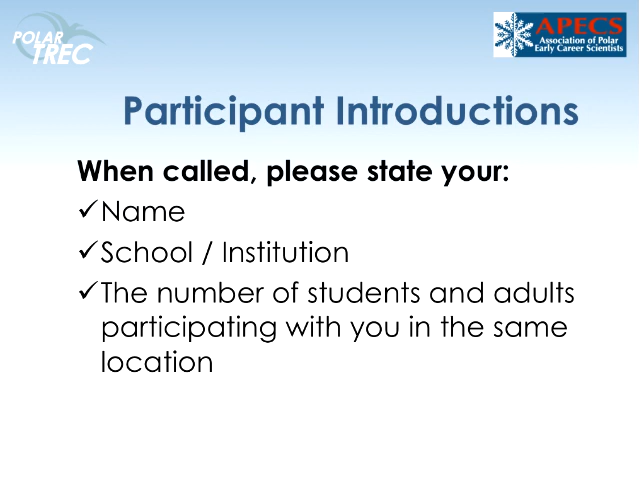 POLAR
TREC
APECS
Association of Polar
Early Career Scientists
Participant Introductions
When called, please state your:
✓Name
✓School / Institution
✓The number of students and adults
participating with you in the same
location